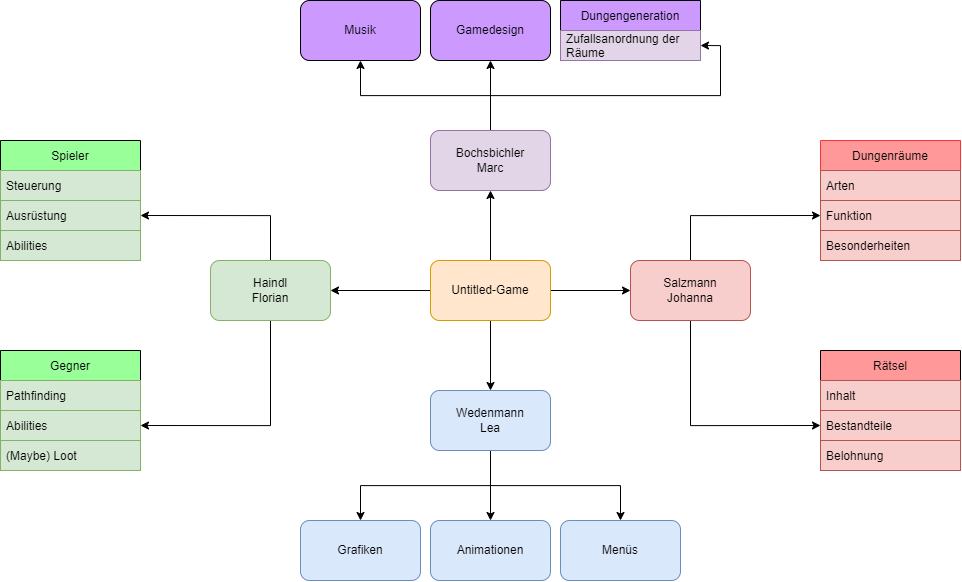 Musik
Gamedesign
Dungengeneration
Zufallsanordnung der
Räume
Bochsbichler
Marc
Spieler
Steuerung
Ausrüstung
Abilities
Dungenräume
Arten
Funktion
Besonderheiten
Haindl
Florian
Untitled-Game
Salzmann
Johanna
Gegner
Pathfinding
Abilities
(Maybe) Loot
Rätsel
Inhalt
Bestandteile
Belohnung
Wedenmann
Lea
Grafiken
Animationen
Menüs